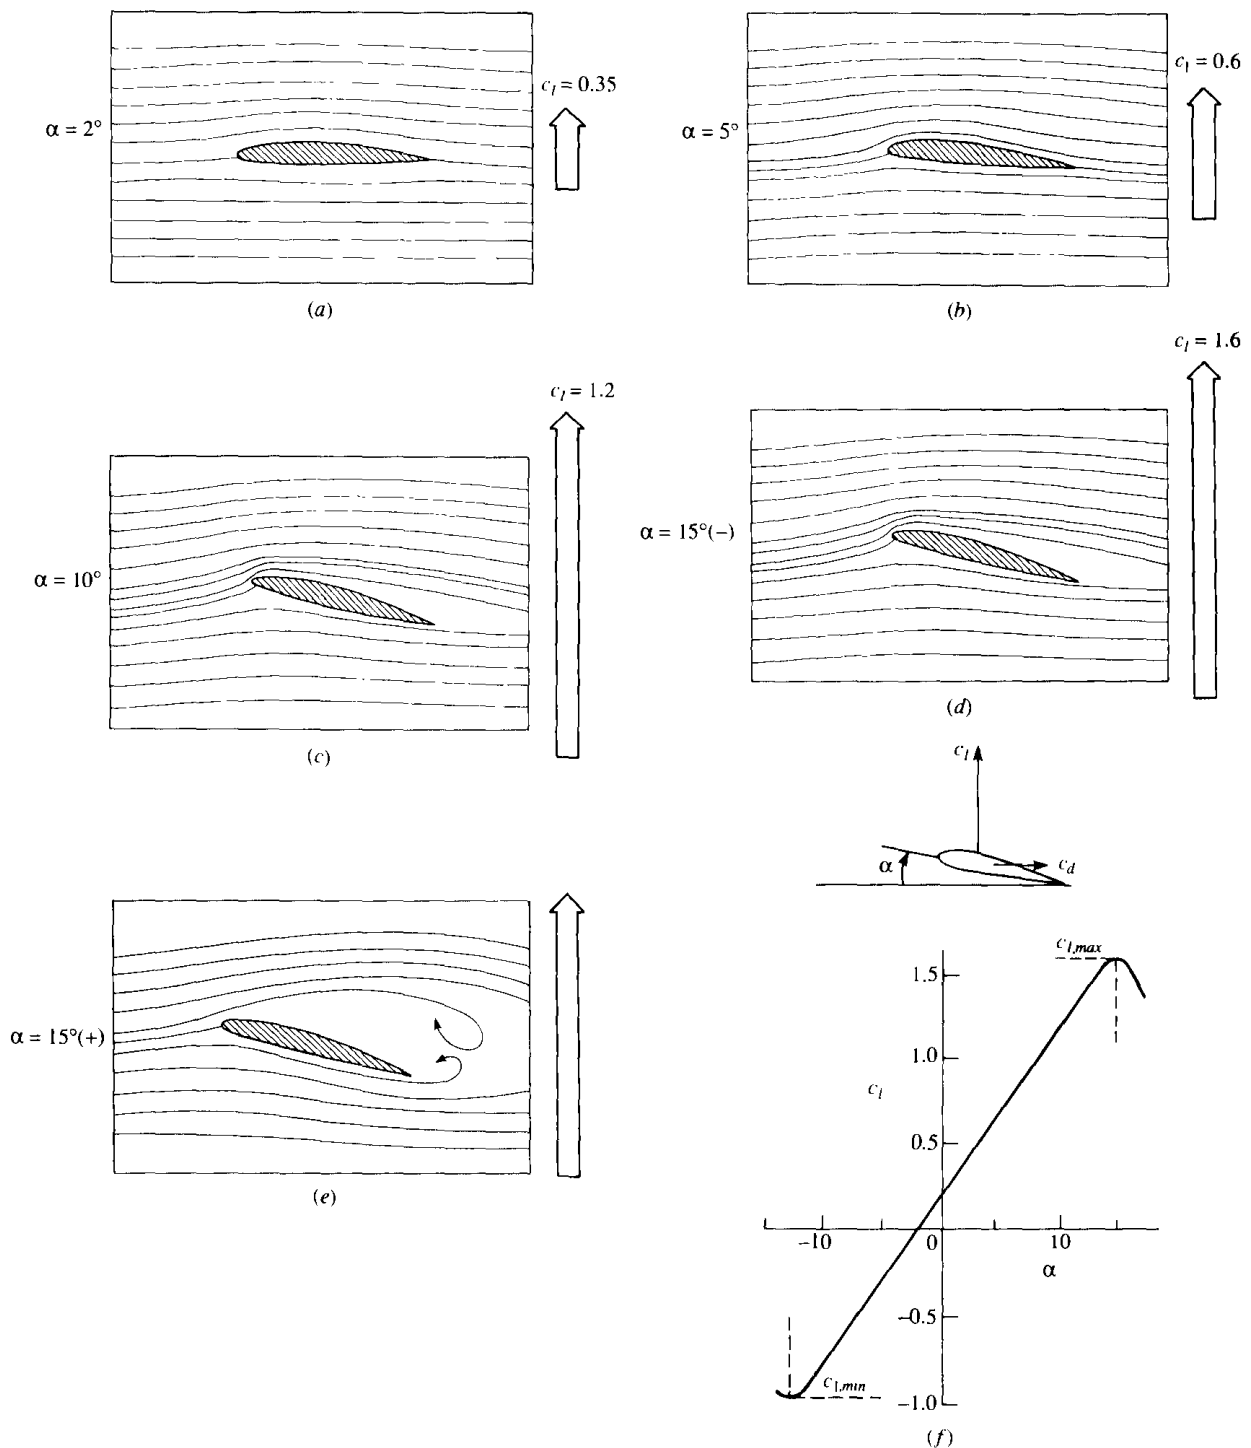 α = 2°
c_l = 0.35
(a)
α = 5°
c_l = 0.6
(b)
α = 10°
c_l = 1.2
(c)
α = 15°(−)
c_l = 1.6
(d)
α = 15°(+)
(e)
c_l
α
c_d
c_l,max
1.5
1.0
c_l
0.5
−10
0
10
α
−0.5
c_l,min
−1.0
(f)